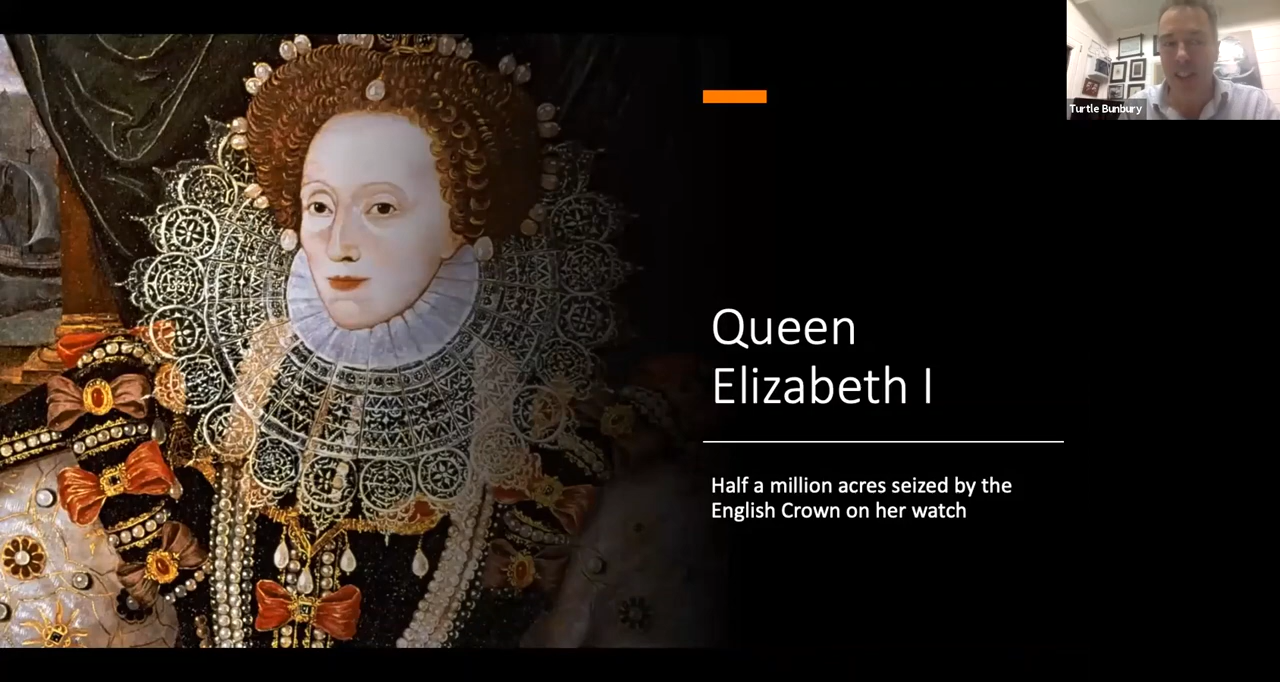 Turtle Bunbury
Queen
Elizabeth I
Half a million acres seized by the
English Crown on her watch